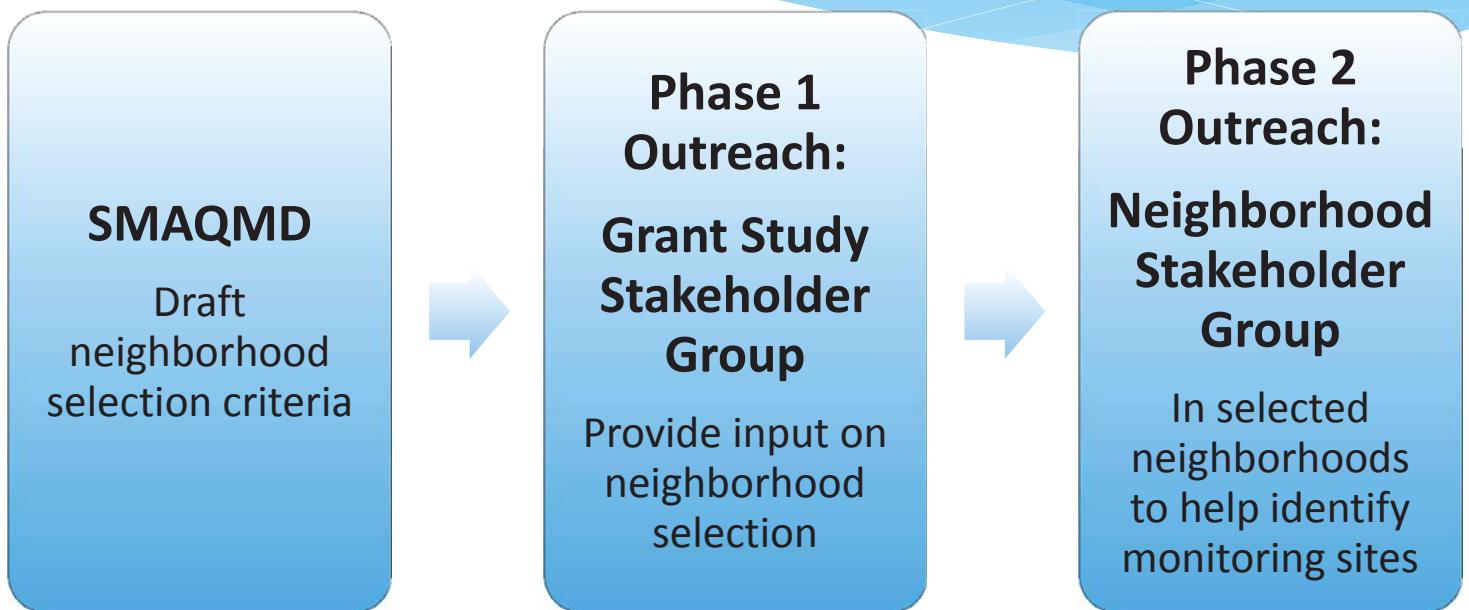 SMAQMD
Draft
neighborhood
selection criteria
Phase 1
Outreach:
Grant Study
Stakeholder
Group
Provide input on
neighborhood
selection
Phase 2
Outreach:
Neighborhood
Stakeholder
Group
In selected
neighborhoods
to help identify
monitoring sites